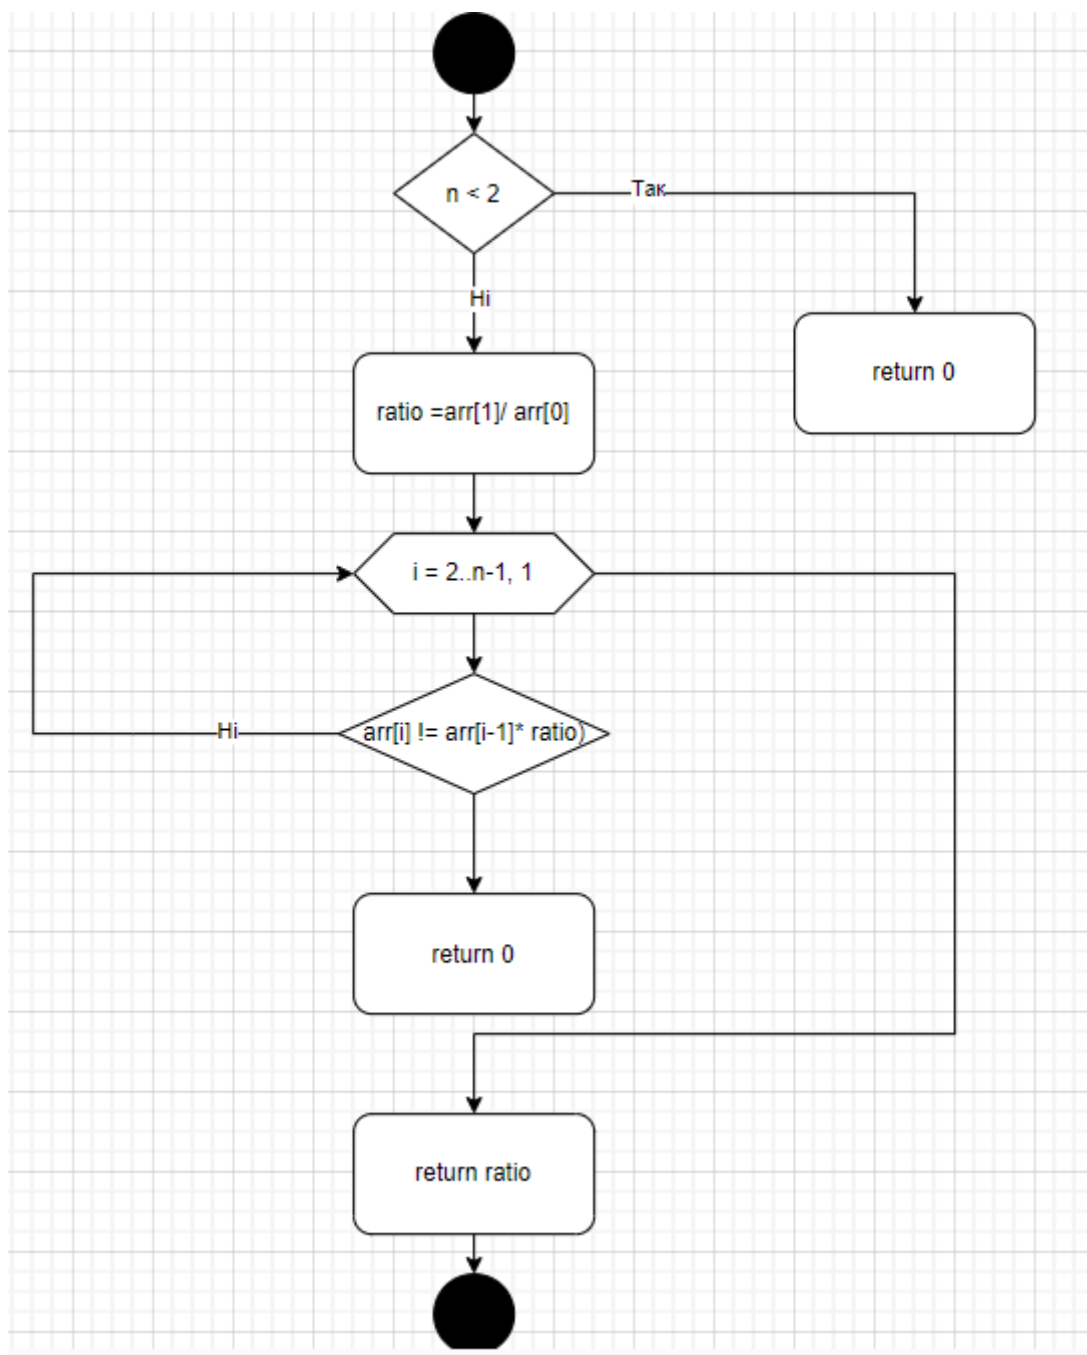 n < 2
Так
Ні
return 0
ratio =arr[1]/ arr[0]
i = 2..n-1, 1
Ні
arr[i] != arr[i-1]* ratio)
return 0
return ratio